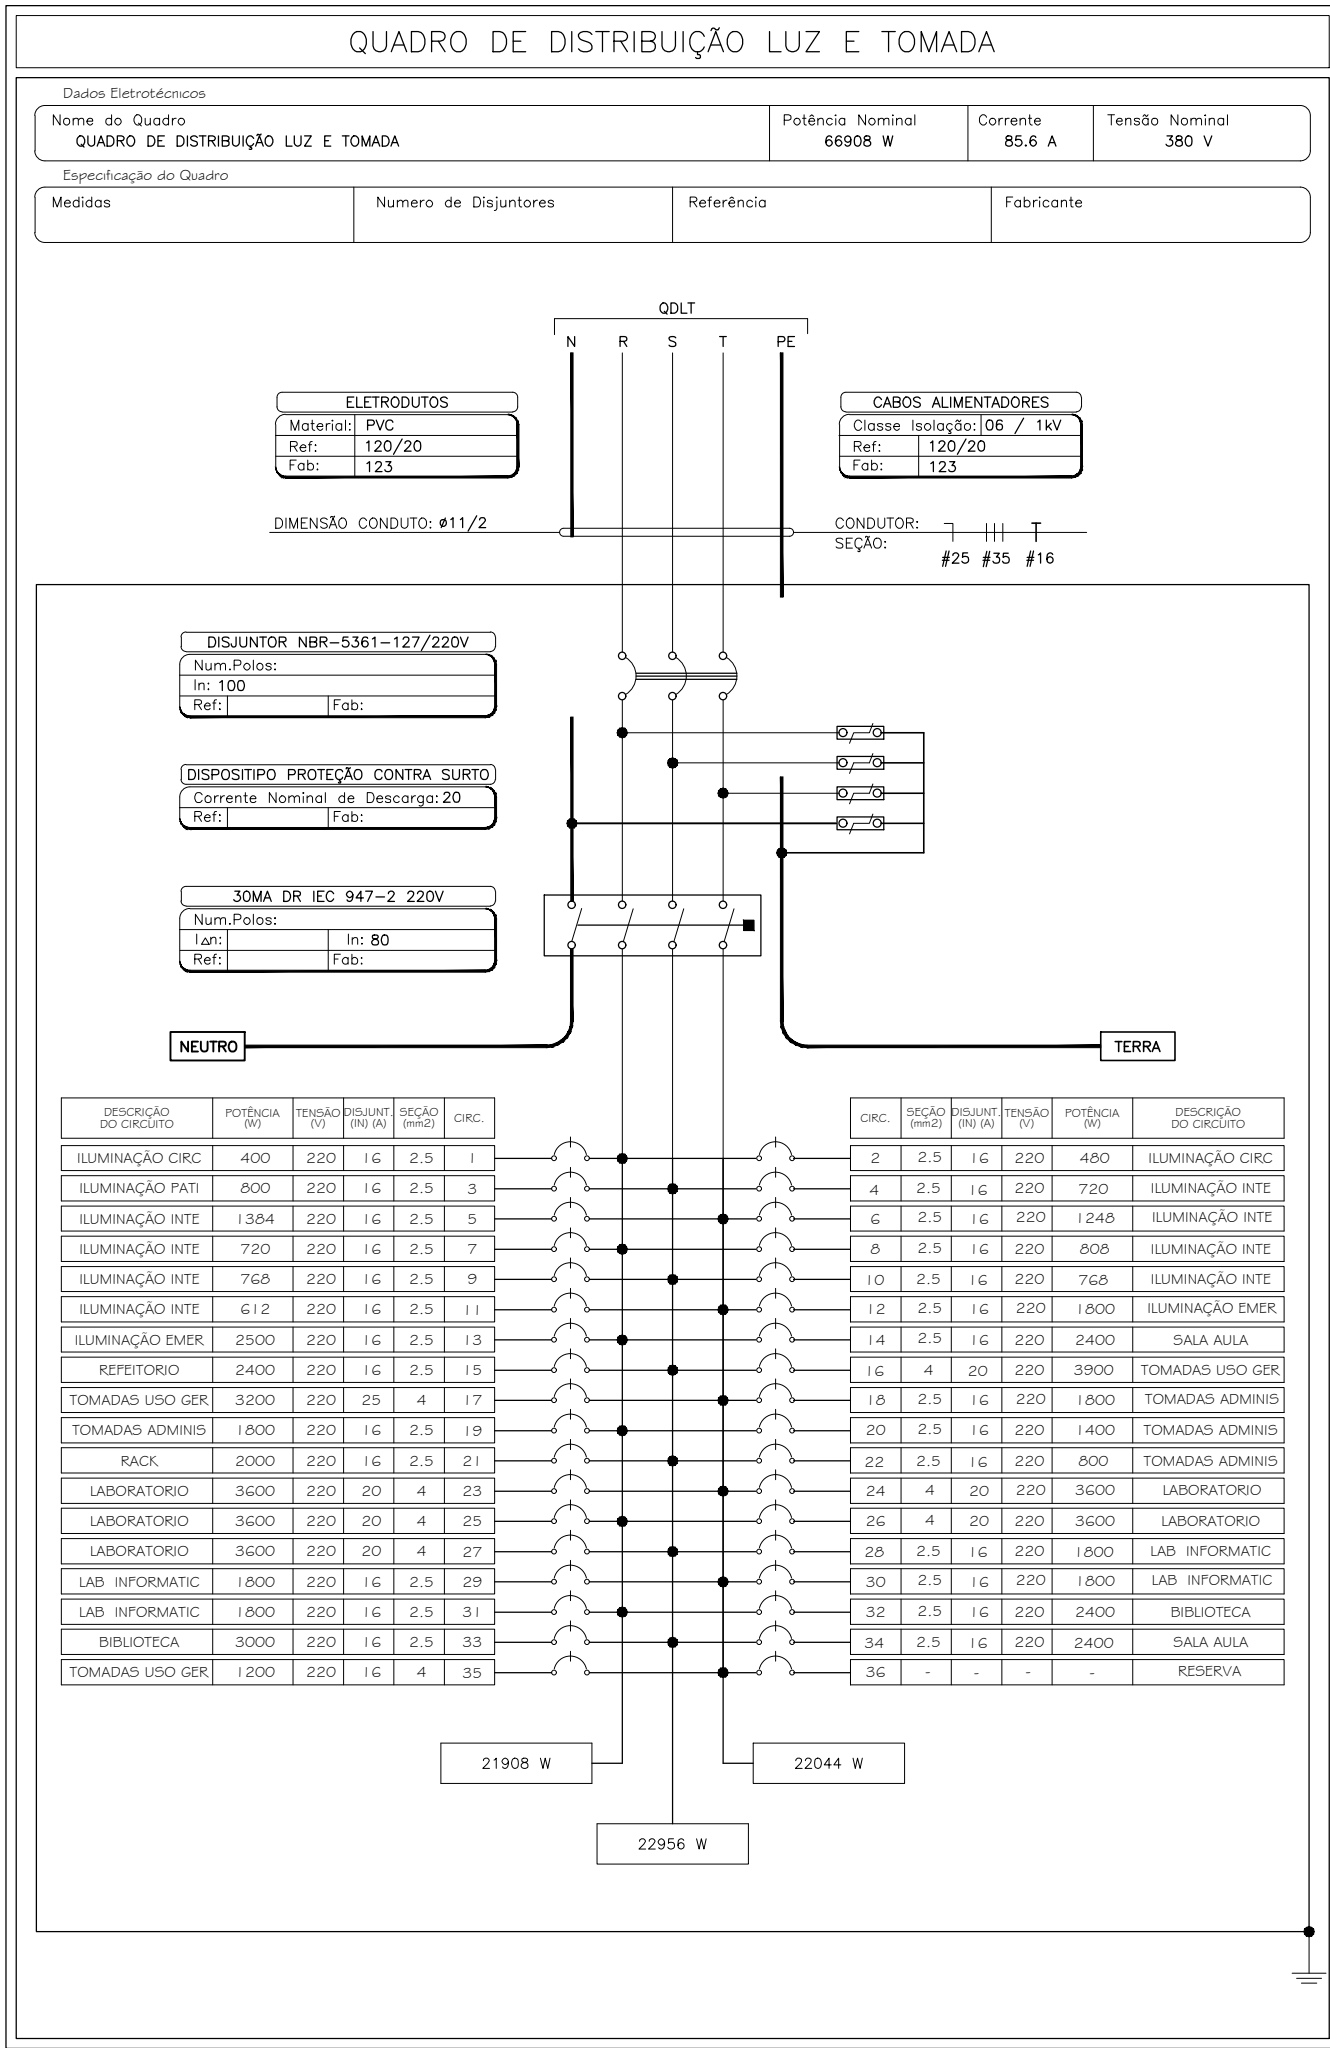 QUADRO DE DISTRIBUIÇÃO LUZ E TOMADA
Dados Eletrotécnicos
Nome do Quadro
QUADRO DE DISTRIBUIÇÃO LUZ E TOMADA
Potência Nominal
66908 W
Corrente
85.6 A
Tensão Nominal
380 V
Especificação do Quadro
Medidas
Numero de Disjuntores
Referência
Fabricante
QDLT
N R S T PE
ELETRODUTOS
Material: PVC
Ref: 120/20
Fab: 123
CABOS ALIMENTADORES
Classe Isolação: 06 / 1kV
Ref: 120/20
Fab: 123
DIMENSÃO CONDUTO: ø11/2
CONDUTOR:
SEÇÃO:
#25 #35 #16
DISJUNTOR NBR-5361-127/220V
Num.Polos:
In: 100
Ref: Fab:
DISPOSITIPO PROTEÇÃO CONTRA SURTO
Corrente Nominal de Descarga: 20
Ref: Fab:
30MA DR IEC 947-2 220V
Num.Polos:
I△n: In: 80
Ref: Fab:
NEUTRO
TERRA
DESCRIÇÃO DO CIRCUITO POTÊNCIA (W) TENSÃO (V) DISJUNT. (IN) (A) SEÇÃO (mm2) CIRC.
ILUMINAÇÃO CIRC 400 220 16 2.5 1
ILUMINAÇÃO PATI 800 220 16 2.5 3
ILUMINAÇÃO INTE 1384 220 16 2.5 5
ILUMINAÇÃO INTE 720 220 16 2.5 7
ILUMINAÇÃO INTE 768 220 16 2.5 9
ILUMINAÇÃO INTE 612 220 16 2.5 11
ILUMINAÇÃO EMER 2500 220 16 2.5 13
REFEITORIO 2400 220 16 2.5 15
TOMADAS USO GER 3200 220 25 4 17
TOMADAS ADMINIS 1800 220 16 2.5 19
RACK 2000 220 16 2.5 21
LABORATORIO 3600 220 20 4 23
LABORATORIO 3600 220 20 4 25
LABORATORIO 3600 220 20 4 27
LAB INFORMATIC 1800 220 16 2.5 29
LAB INFORMATIC 1800 220 16 2.5 31
BIBLIOTECA 3000 220 16 2.5 33
TOMADAS USO GER 1200 220 16 4 35
CIRC. SEÇÃO (mm2) DISJUNT. (IN) (A) TENSÃO (V) POTÊNCIA (W) DESCRIÇÃO DO CIRCUITO
2 2.5 16 220 480 ILUMINAÇÃO CIRC
4 2.5 16 220 720 ILUMINAÇÃO INTE
6 2.5 16 220 1248 ILUMINAÇÃO INTE
8 2.5 16 220 808 ILUMINAÇÃO INTE
10 2.5 16 220 768 ILUMINAÇÃO INTE
12 2.5 16 220 1800 ILUMINAÇÃO EMER
14 2.5 16 220 2400 SALA AULA
16 4 20 220 3900 TOMADAS USO GER
18 2.5 16 220 1800 TOMADAS ADMINIS
20 2.5 16 220 1400 TOMADAS ADMINIS
22 2.5 16 220 800 TOMADAS ADMINIS
24 4 20 220 3600 LABORATORIO
26 4 20 220 3600 LABORATORIO
28 2.5 16 220 1800 LAB INFORMATIC
30 2.5 16 220 1800 LAB INFORMATIC
32 2.5 16 220 2400 BIBLIOTECA
34 2.5 16 220 2400 SALA AULA
36 - - - - RESERVA
21908 W
22044 W
22956 W